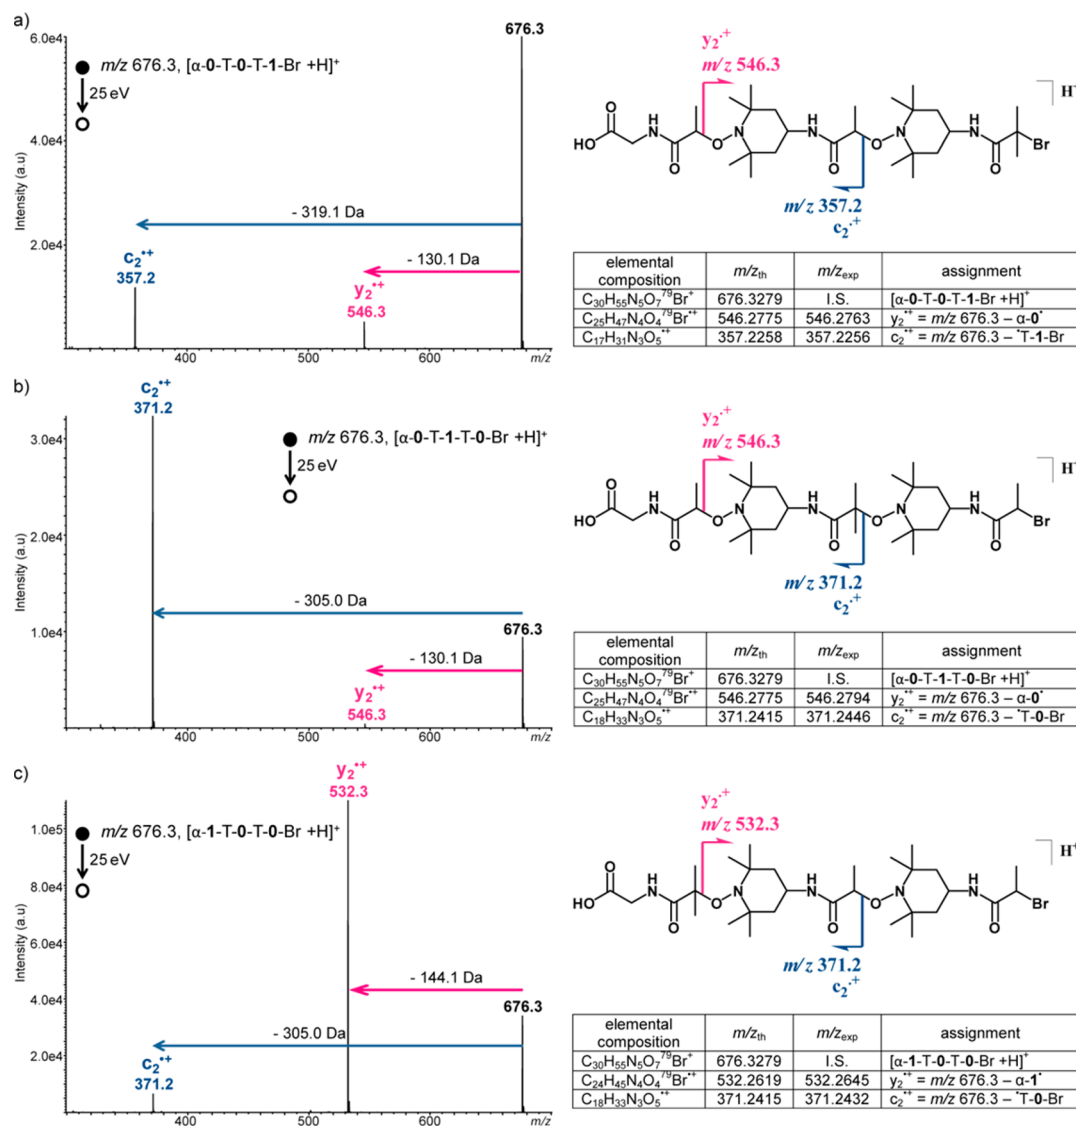 a)
6.0e4
4.0e4
2.0e4
Intensity (a.u)
m/z 676.3, [α-0-T-0-T-1-Br +H]⁺
25 eV
676.3
- 319.1 Da
- 130.1 Da
c₂•⁺
357.2
y₂•⁺
546.3
400
500
600
m/z
y₂·⁺
m/z 546.3
H⁺
HO
O
H
N
O
O
N
H
N
O
O
N
H
N
O
Br
m/z 357.2
c₂·⁺
elemental composition m/z_th m/z_exp assignment
C₃₀H₅₅N₅O₇⁷⁹Br⁺ 676.3279 I.S. [α-0-T-0-T-1-Br +H]⁺
C₂₅H₄₇N₄O₄⁷⁹Br•⁺ 546.2775 546.2763 y₂•⁺ = m/z 676.3 – α-0•
C₁₇H₃₁N₃O₅•⁺ 357.2258 357.2256 c₂•⁺ = m/z 676.3 – •T-1-Br
b)
c₂•⁺
371.2
3.0e4
2.0e4
1.0e4
Intensity (a.u)
m/z 676.3, [α-0-T-1-T-0-Br +H]⁺
25 eV
- 305.0 Da
676.3
- 130.1 Da
y₂•⁺
546.3
400
500
600
m/z
y₂·⁺
m/z 546.3
H⁺
HO
O
H
N
O
O
N
H
N
O
O
N
H
N
O
Br
m/z 371.2
c₂·⁺
elemental composition m/z_th m/z_exp assignment
C₃₀H₅₅N₅O₇⁷⁹Br⁺ 676.3279 I.S. [α-0-T-1-T-0-Br +H]⁺
C₂₅H₄₇N₄O₄⁷⁹Br•⁺ 546.2775 546.2794 y₂•⁺ = m/z 676.3 – α-0•
C₁₈H₃₃N₃O₅•⁺ 371.2415 371.2446 c₂•⁺ = m/z 676.3 – •T-0-Br
c)
y₂•⁺
532.3
1.0e5
8.0e4
6.0e4
4.0e4
2.0e4
Intensity (a.u)
m/z 676.3, [α-1-T-0-T-0-Br +H]⁺
25 eV
- 144.1 Da
676.3
- 305.0 Da
c₂•⁺
371.2
400
500
600
m/z
y₂·⁺
m/z 532.3
H⁺
HO
O
H
N
O
O
N
H
N
O
O
N
H
N
O
Br
m/z 371.2
c₂·⁺
elemental composition m/z_th m/z_exp assignment
C₃₀H₅₅N₅O₇⁷⁹Br⁺ 676.3279 I.S. [α-1-T-0-T-0-Br +H]⁺
C₂₄H₄₅N₄O₄⁷⁹Br•⁺ 532.2619 532.2645 y₂•⁺ = m/z 676.3 – α-1•
C₁₈H₃₃N₃O₅•⁺ 371.2415 371.2432 c₂•⁺ = m/z 676.3 – •T-0-Br